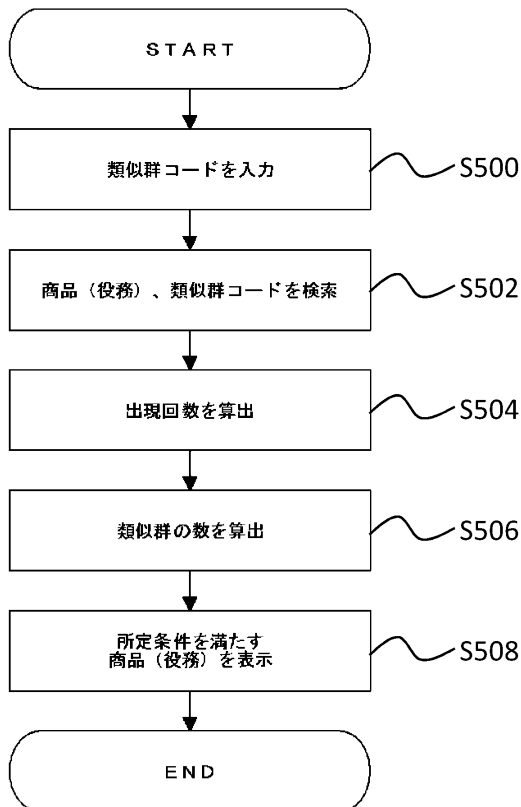 START
類似群コードを入力
S500
商品（役務）、類似群コードを検索
S502
出現回数を算出
S504
類似群の数を算出
S506
所定条件を満たす
商品（役務）を表示
S508
END